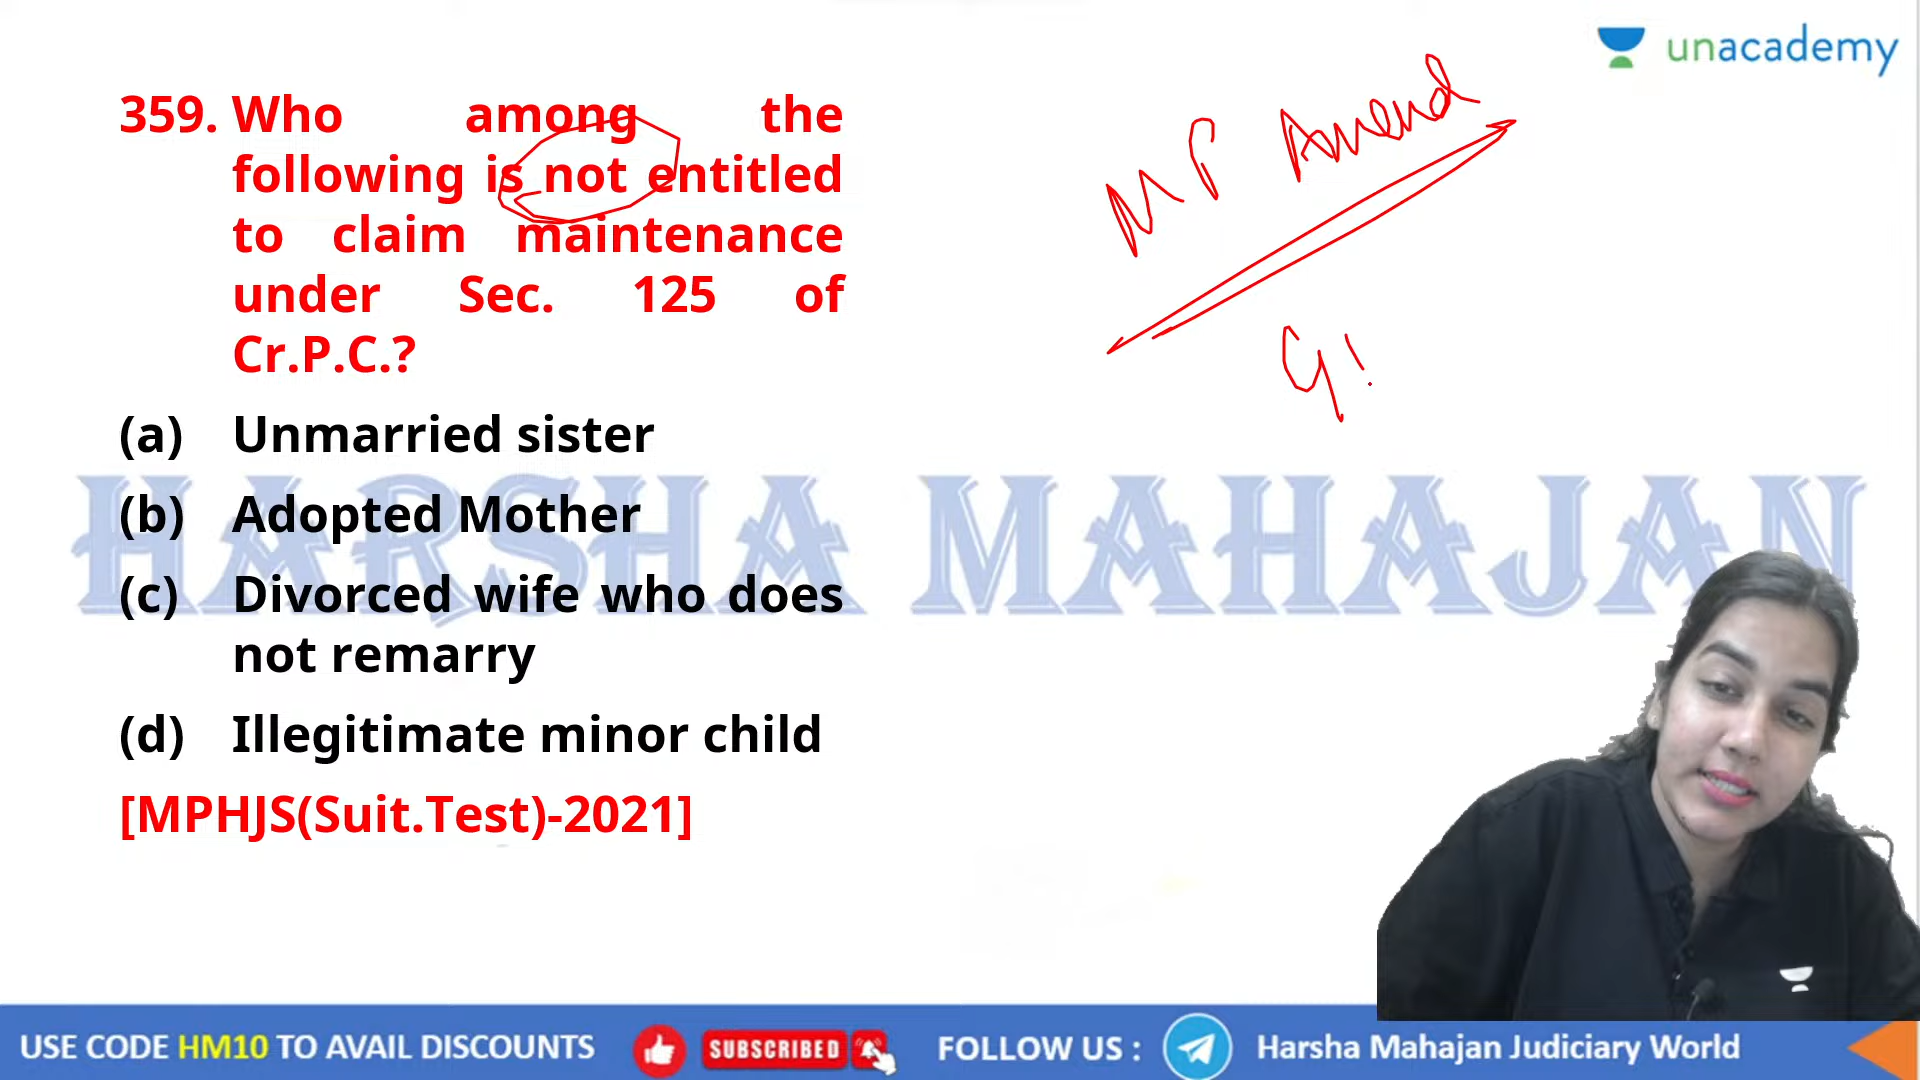 unacademy
359. Who among the
following is not entitled
to claim maintenance
under Sec. 125 of
Cr.P.C.?
(a) Unmarried sister
(b) Adopted Mother
(c) Divorced wife who does
not remarry
(d) Illegitimate minor child
[MPHJS(Suit.Test)-2021]
MP Amend
HARSHA MAHAJAN
USE CODE HM10 TO AVAIL DISCOUNTS
SUBSCRIBED
FOLLOW US :
Harsha Mahajan Judiciary World